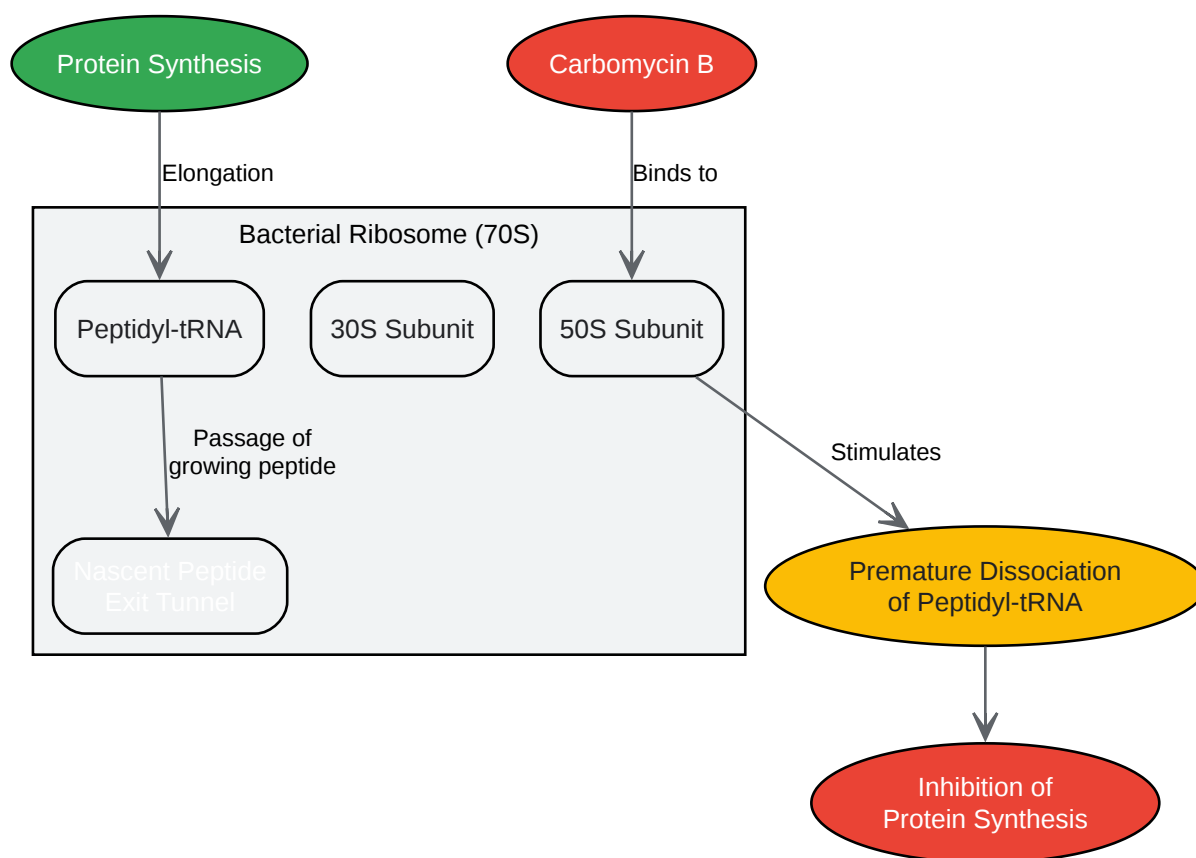 Protein Synthesis
Carbomycin B
Elongation
Binds to
Bacterial Ribosome (70S)
Peptidyl-tRNA
30S Subunit
50S Subunit
Passage of
growing peptide
Stimulates
Nascent Peptide
Exit Tunnel
Premature Dissociation
of Peptidyl-tRNA
Inhibition of
Protein Synthesis